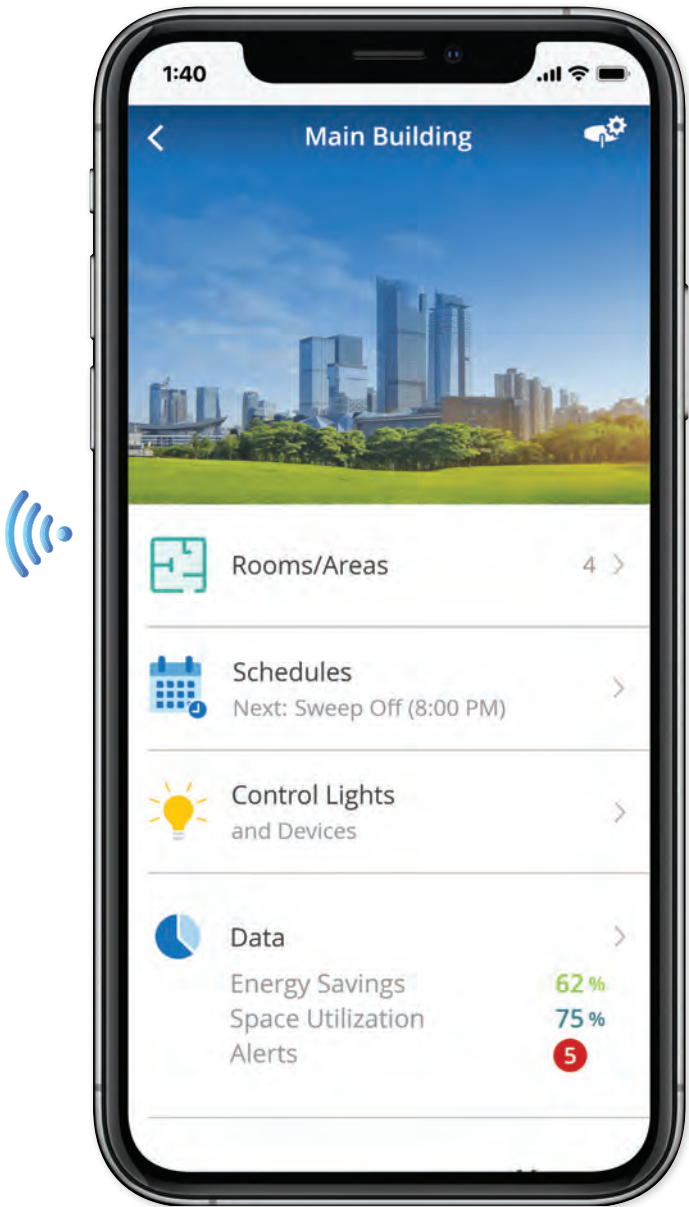 1:40
Main Building
Rooms/Areas 4
Schedules
Next: Sweep Off (8:00 PM)
Control Lights
and Devices
Data
Energy Savings 62 %
Space Utilization 75 %
Alerts 5